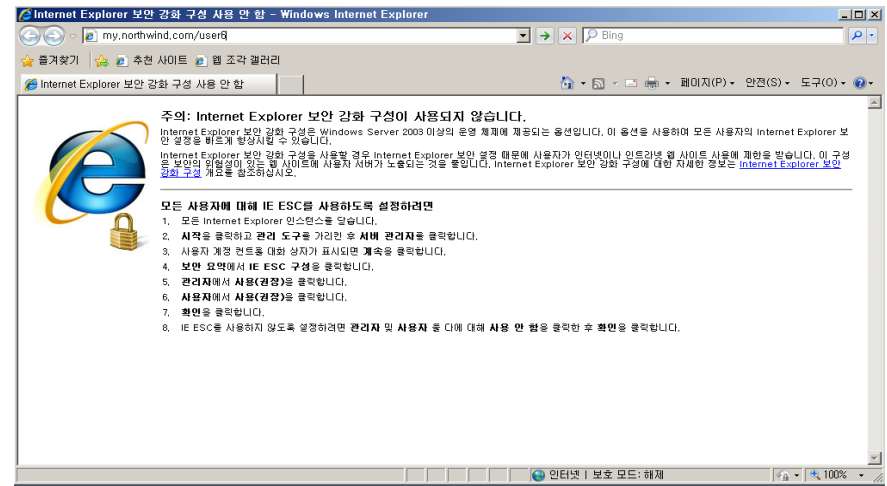 Internet Explorer 보안 강화 구성 사용 안 함 - Windows Internet Explorer
my.northwind.com/user6
Bing
즐겨찾기 추천 사이트 웹 조각 갤러리
Internet Explorer 보안 강화 구성 사용 안 함
페이지(P) 안전(S) 도구(O)
주의: Internet Explorer 보안 강화 구성이 사용되지 않습니다.
Internet Explorer 보안 강화 구성은 Windows Server 2003 이상의 운영 체제에 제공되는 옵션입니다. 이 옵션을 사용하여 모든 사용자의 Internet Explorer 보
안 설정을 빠르게 향상시킬 수 있습니다.
Internet Explorer 보안 강화 구성을 사용할 경우 Internet Explorer 보안 설정 때문에 사용자가 인터넷이나 인트라넷 웹 사이트 사용에 제한을 받습니다. 이 구성
은 보안의 위험성이 있는 웹 사이트에 사용자 서버가 노출되는 것을 줄입니다. Internet Explorer 보안 강화 구성에 대한 자세한 정보는 Internet Explorer 보안
강화 구성 개요를 참조하십시오.
모든 사용자에 대해 IE ESC를 사용하도록 설정하려면
1. 모든 Internet Explorer 인스턴스를 닫습니다.
2. 시작을 클릭하고 관리 도구를 가리킨 후 서버 관리자를 클릭합니다.
3. 사용자 계정 컨트롤 대화 상자가 표시되면 계속을 클릭합니다.
4. 보안 요약에서 IE ESC 구성을 클릭합니다.
5. 관리자에서 사용(권장)을 클릭합니다.
6. 사용자에서 사용(권장)을 클릭합니다.
7. 확인을 클릭합니다.
8. IE ESC를 사용하지 않도록 설정하려면 관리자 및 사용자 둘 다에 대해 사용 안 함을 클릭한 후 확인을 클릭합니다.
인터넷 | 보호 모드: 해제
100%